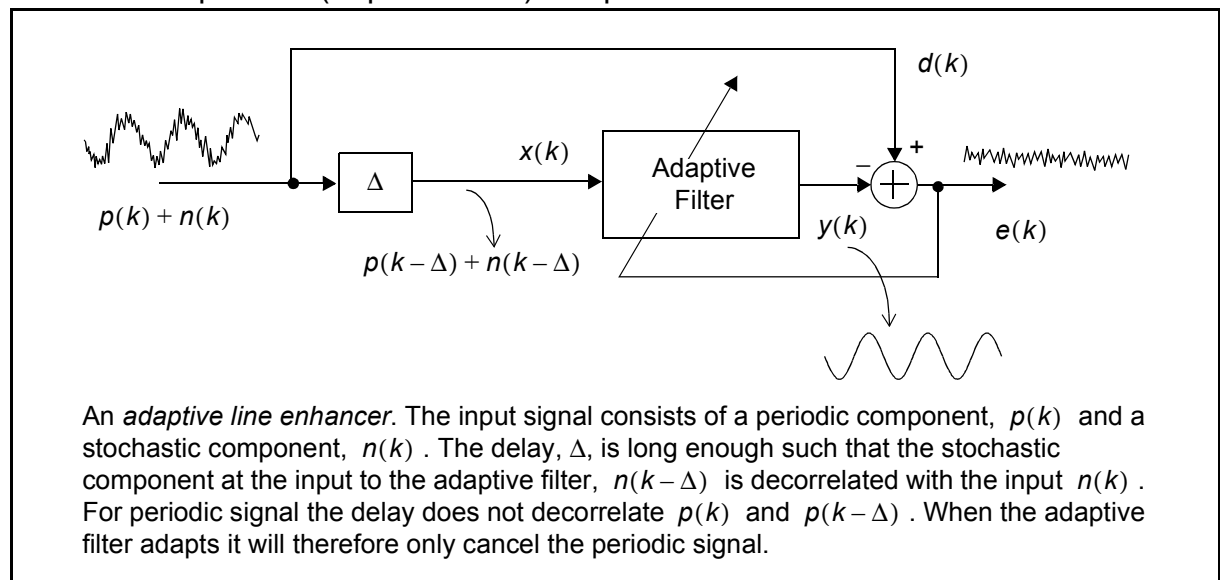 d(k)
+
x(k)
−
Adaptive
Filter
Δ
p(k) + n(k)
y(k)
e(k)
p(k – Δ) + n(k – Δ)
An adaptive line enhancer. The input signal consists of a periodic component, p(k) and a
stochastic component, n(k) . The delay, Δ, is long enough such that the stochastic
component at the input to the adaptive filter, n(k – Δ) is decorrelated with the input n(k) .
For periodic signal the delay does not decorrelate p(k) and p(k – Δ) . When the adaptive
filter adapts it will therefore only cancel the periodic signal.